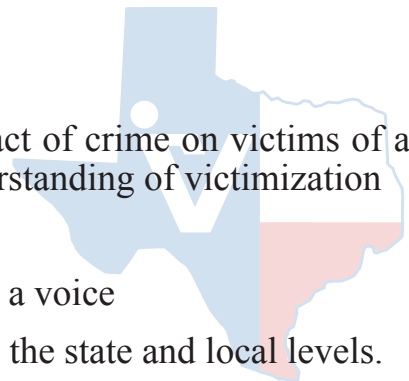 act of crime on victims of a
erstanding of victimization
a voice
the state and local levels.